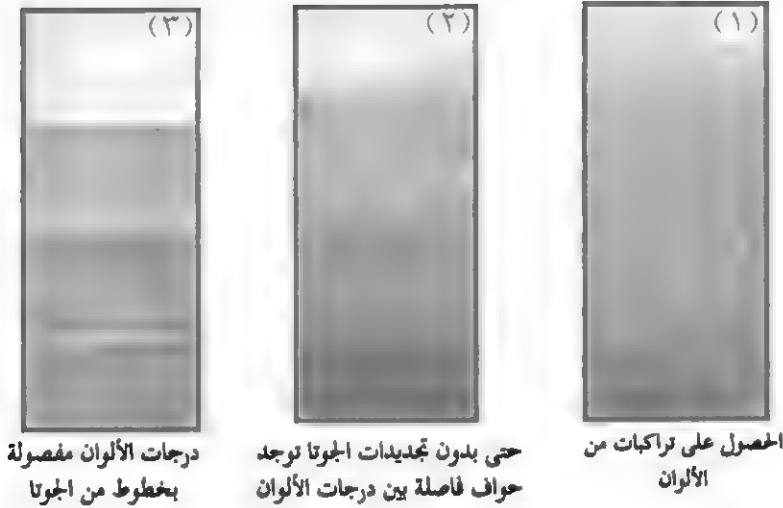 (١)
الحصول على تراكبات من
الألوان
(٢)
حتى بدون تحديدات الجوتا توجد
حواف فاصلة بين درجات الألوان
(٣)
درجات الألوان مفصولة
بخطوط من الجوتا